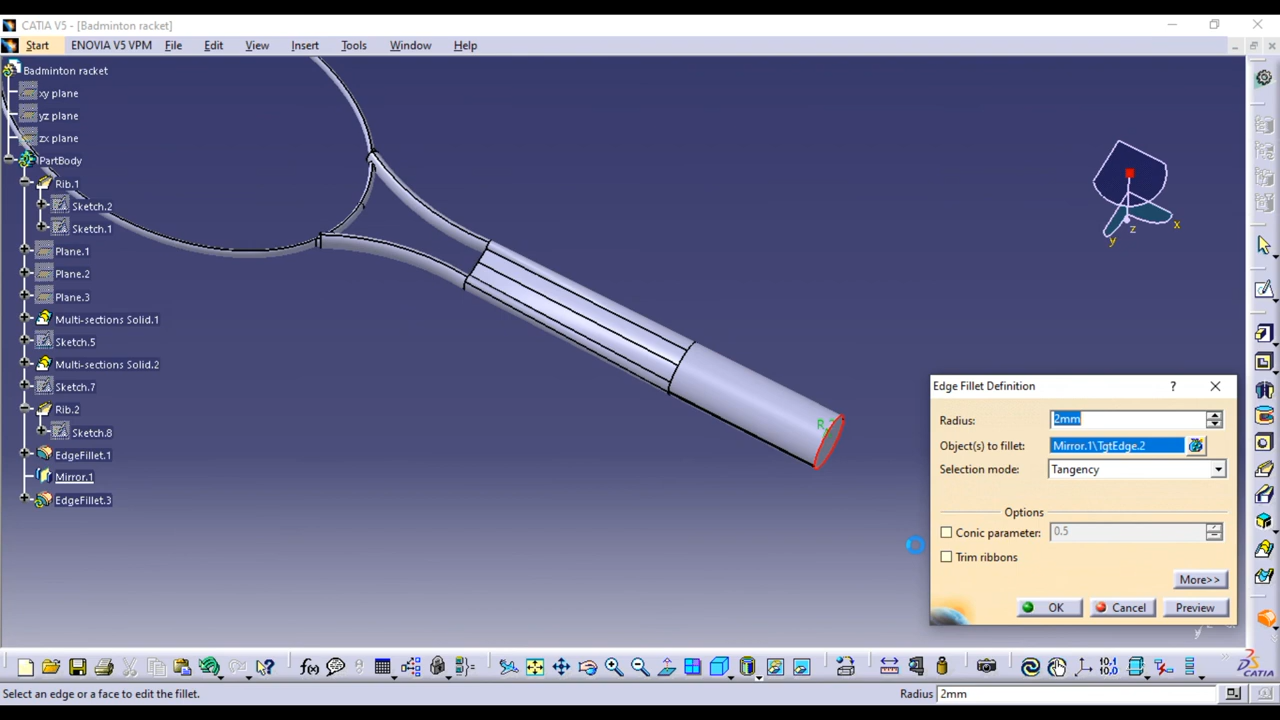 CATIA V5 - [Badminton racket]
Start ENOVIA V5 VPM File Edit View Insert Tools Window Help
Badminton racket
xy plane
yz plane
zx plane
PartBody
Rib.1
Sketch.2
Sketch.1
Plane.1
Plane.2
Plane.3
Multi-sections Solid.1
Sketch.5
Multi-sections Solid.2
Sketch.7
Rib.2
Sketch.8
EdgeFillet.1
Mirror.1
EdgeFillet.3
x
y
z
Edge Fillet Definition ?
Radius: 2mm
Object(s) to fillet: Mirror.1\TgtEdge.2
Selection mode: Tangency
Options
Conic parameter: 0.5
Trim ribbons
More>>
OK Cancel Preview
f(x)
10,0
CATIA
Select an edge or a face to edit the fillet. Radius 2mm